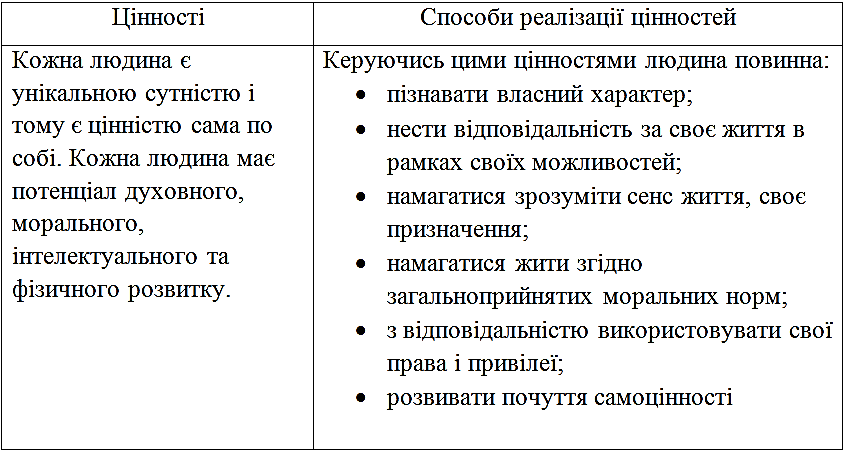 Цінності
Способи реалізації цінностей
Кожна людина є
унікальною сутністю і
тому є цінністю сама по
собі. Кожна людина має
потенціал духовного,
морального,
інтелектуального та
фізичного розвитку.
Керуючись цими цінностями людина повинна:
• пізнавати власний характер;
• нести відповідальність за своє життя в
рамках своїх можливостей;
• намагатися зрозуміти сенс життя, своє
призначення;
• намагатися жити згідно
загальноприйнятих моральних норм;
• з відповідальністю використовувати свої
права і привілеї;
• розвивати почуття самоцінності